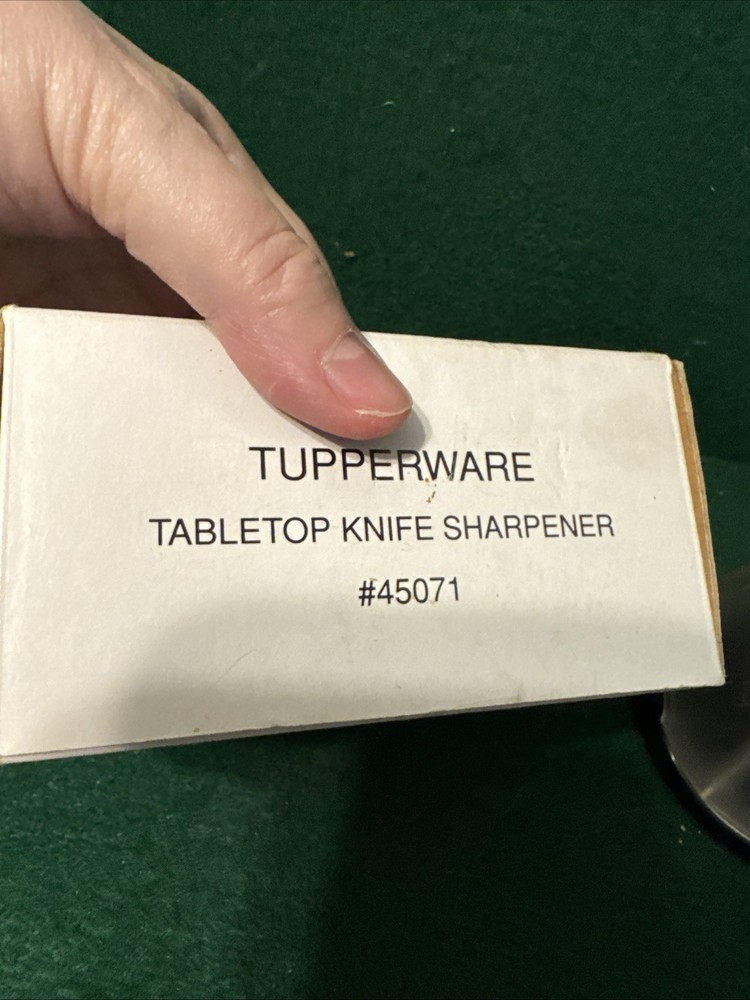 TUPPERWARE
TABLETOP KNIFE SHARPENER
#45071